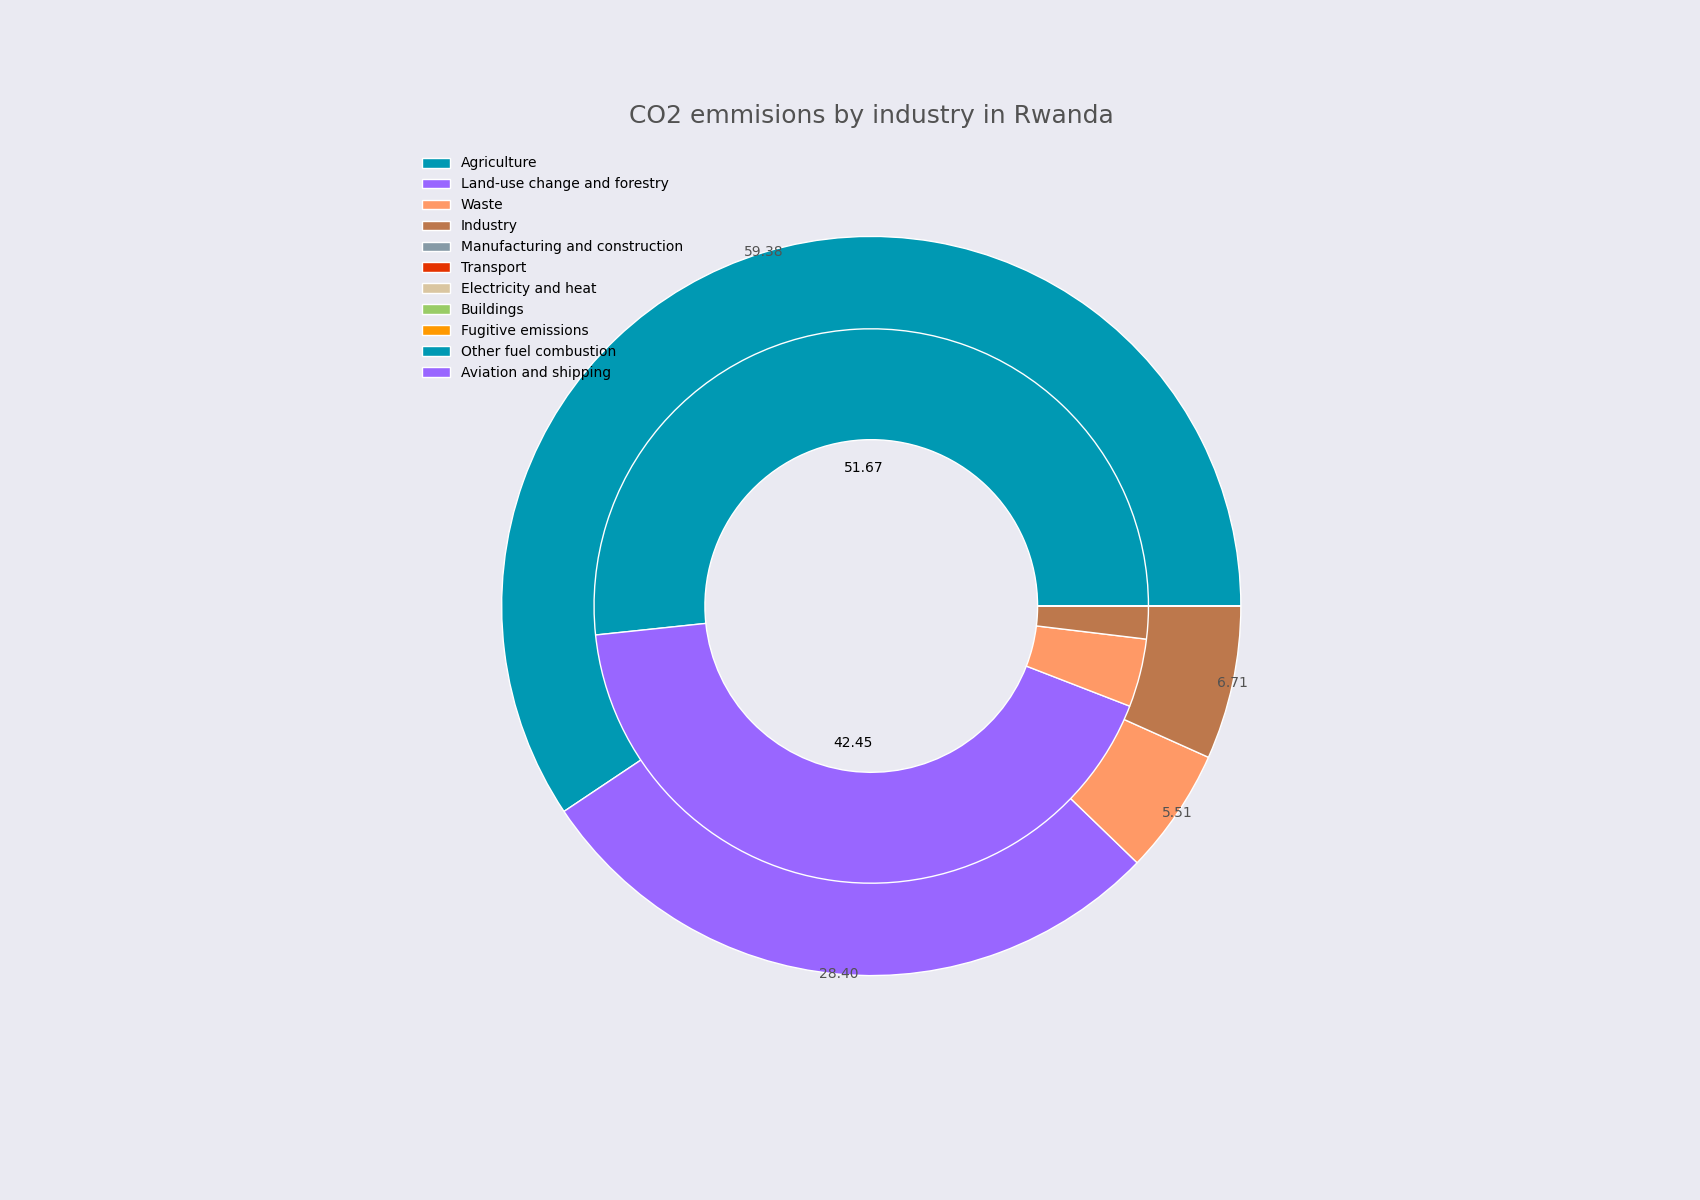 CO2 emmisions by industry in Rwanda
Agriculture
Land-use change and forestry
Waste
Industry
Manufacturing and construction
Transport
Electricity and heat
Buildings
Fugitive emissions
Other fuel combustion
Aviation and shipping
59.38
51.67
6.71
42.45
5.51
28.40